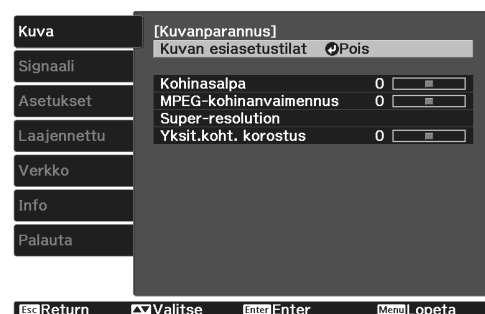 Kuva
Signaali
Asetukset
Laajennettu
Verkko
Info
Palauta
[Kuvanparannus]
Kuvan esiasetustilat Pois
Kohinasalpa 0
MPEG-kohinanvaimennus 0
Super-resolution
Yksit.koht. korostus 0
Esc Return Valitse Enter Enter Menu Lopeta